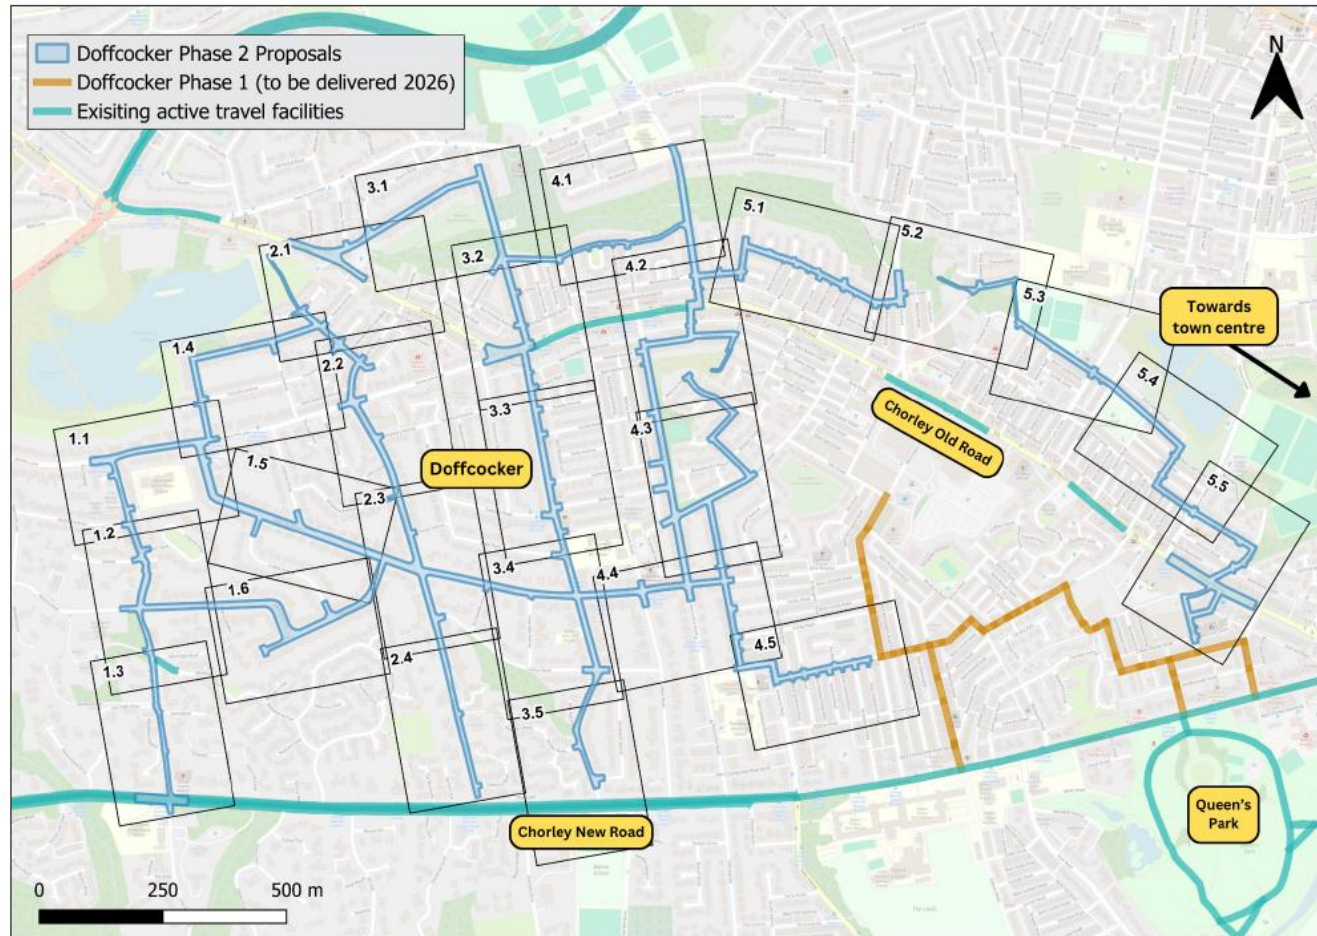 Doffcocker Phase 2 Proposals
Doffcocker Phase 1 (to be delivered 2026)
Exisiting active travel facilities
N
3.1
4.1
5.1
2.1
3.2
4.2
5.2
5.3
Towards
town centre
1.4
2.2
5.4
3.3
Chorley Old Road
1.1
4.3
1.5
Doffcocker
5.5
2.3
1.2
3.4
4.4
1.6
4.5
1.3
2.4
3.5
Queen's
Park
Chorley New Road
0
250
500 m